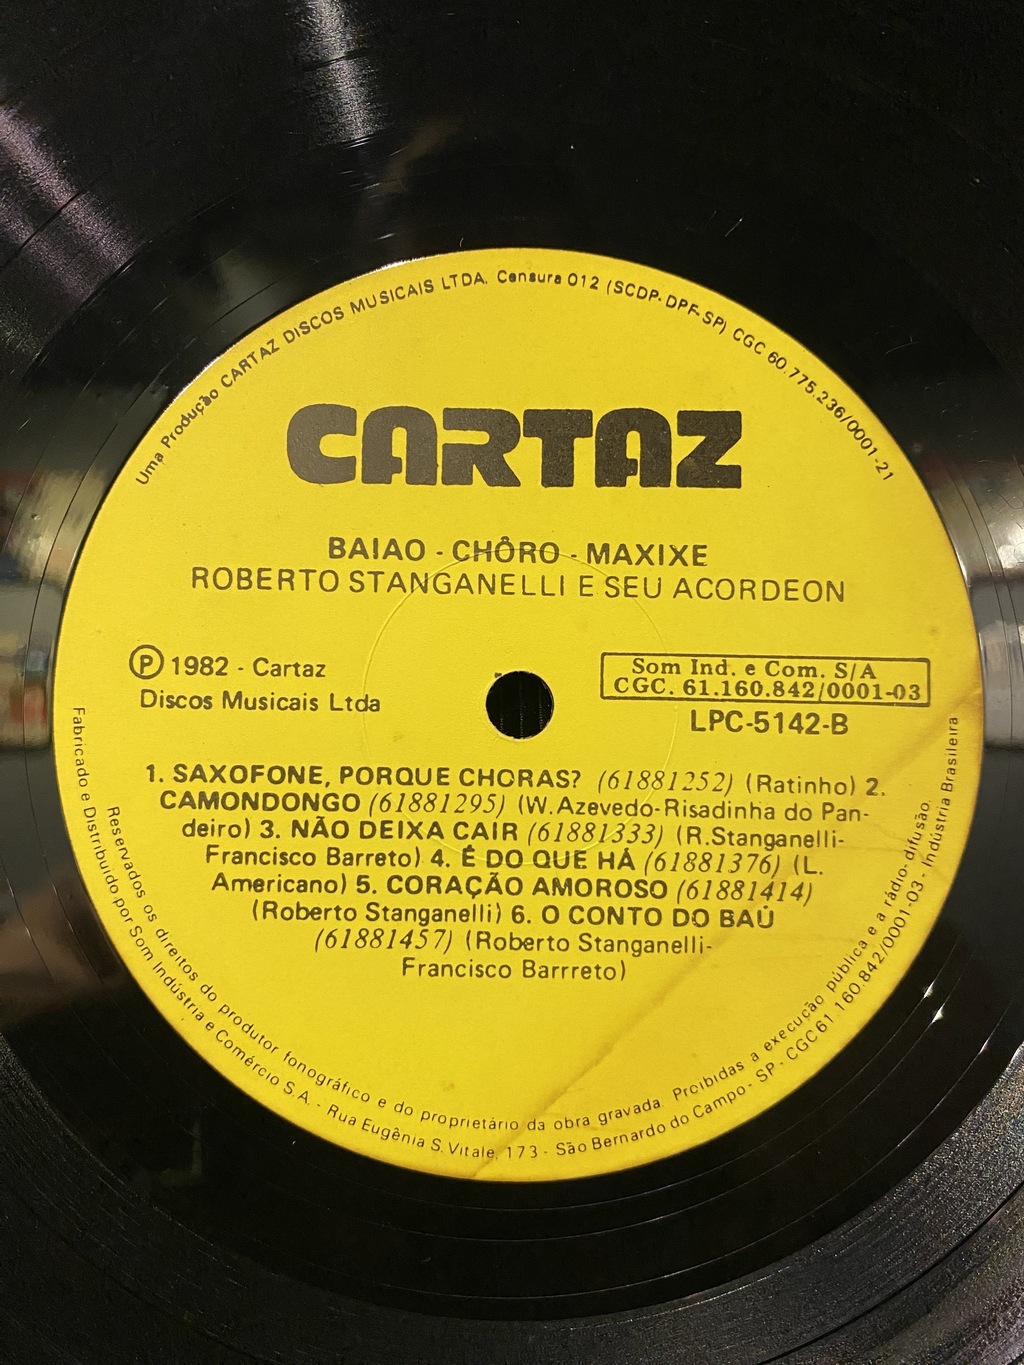 Uma Produção CARTAZ DISCOS MUSICAIS LTDA. Censura 012 (SCDP-DPF-SP) CGC 60.775.236/0001-21
CARTAZ
BAIAO - CHÔRO - MAXIXE
ROBERTO STANGANELLI E SEU ACORDEON
Ⓟ 1982 - Cartaz
Discos Musicais Ltda
Som Ind. e Com. S/A
CGC. 61.160.842/0001-03
LPC-5142-B
1. SAXOFONE, PORQUE CHORAS? (61881252) (Ratinho) 2.
CAMONDONGO (61881295) (W.Azevedo-Risadinha do Pan-
deiro) 3. NÃO DEIXA CAIR (61881333) (R.Stanganelli-
Francisco Barreto) 4. É DO QUE HÁ (61881376) (L.
Americano) 5. CORAÇÃO AMOROSO (61881414)
(Roberto Stanganelli) 6. O CONTO DO BAÚ
(61881457) (Roberto Stanganelli-
Francisco Barrreto)
Reservados os direitos do produtor fonográfico e do proprietário da obra gravada. Proibidas a execução pública e a rádio-difusão.
Fabricado e Distribuido por Som Indústria e Comércio S.A. - Rua Eugênia S. Vitale, 173 - São Bernardo do Campo - SP - CGC 61.160.842/0001-03 - Indústria Brasileira